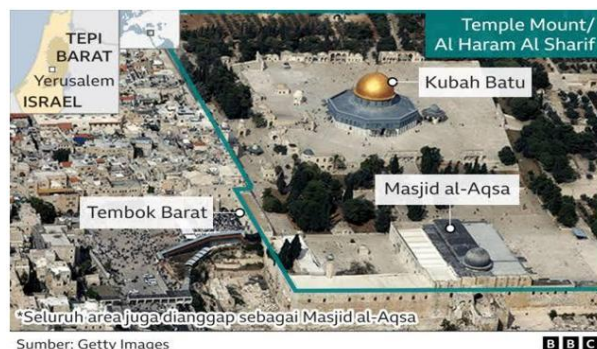 Temple Mount/
Al Haram Al Sharif
TEPI
BARAT
Yerusalem
ISRAEL
Kubah Batu
Masjid al-Aqsa
Tembok Barat
*Seluruh area juga dianggap sebagai Masjid al-Aqsa
Sumber: Getty Images
BBC